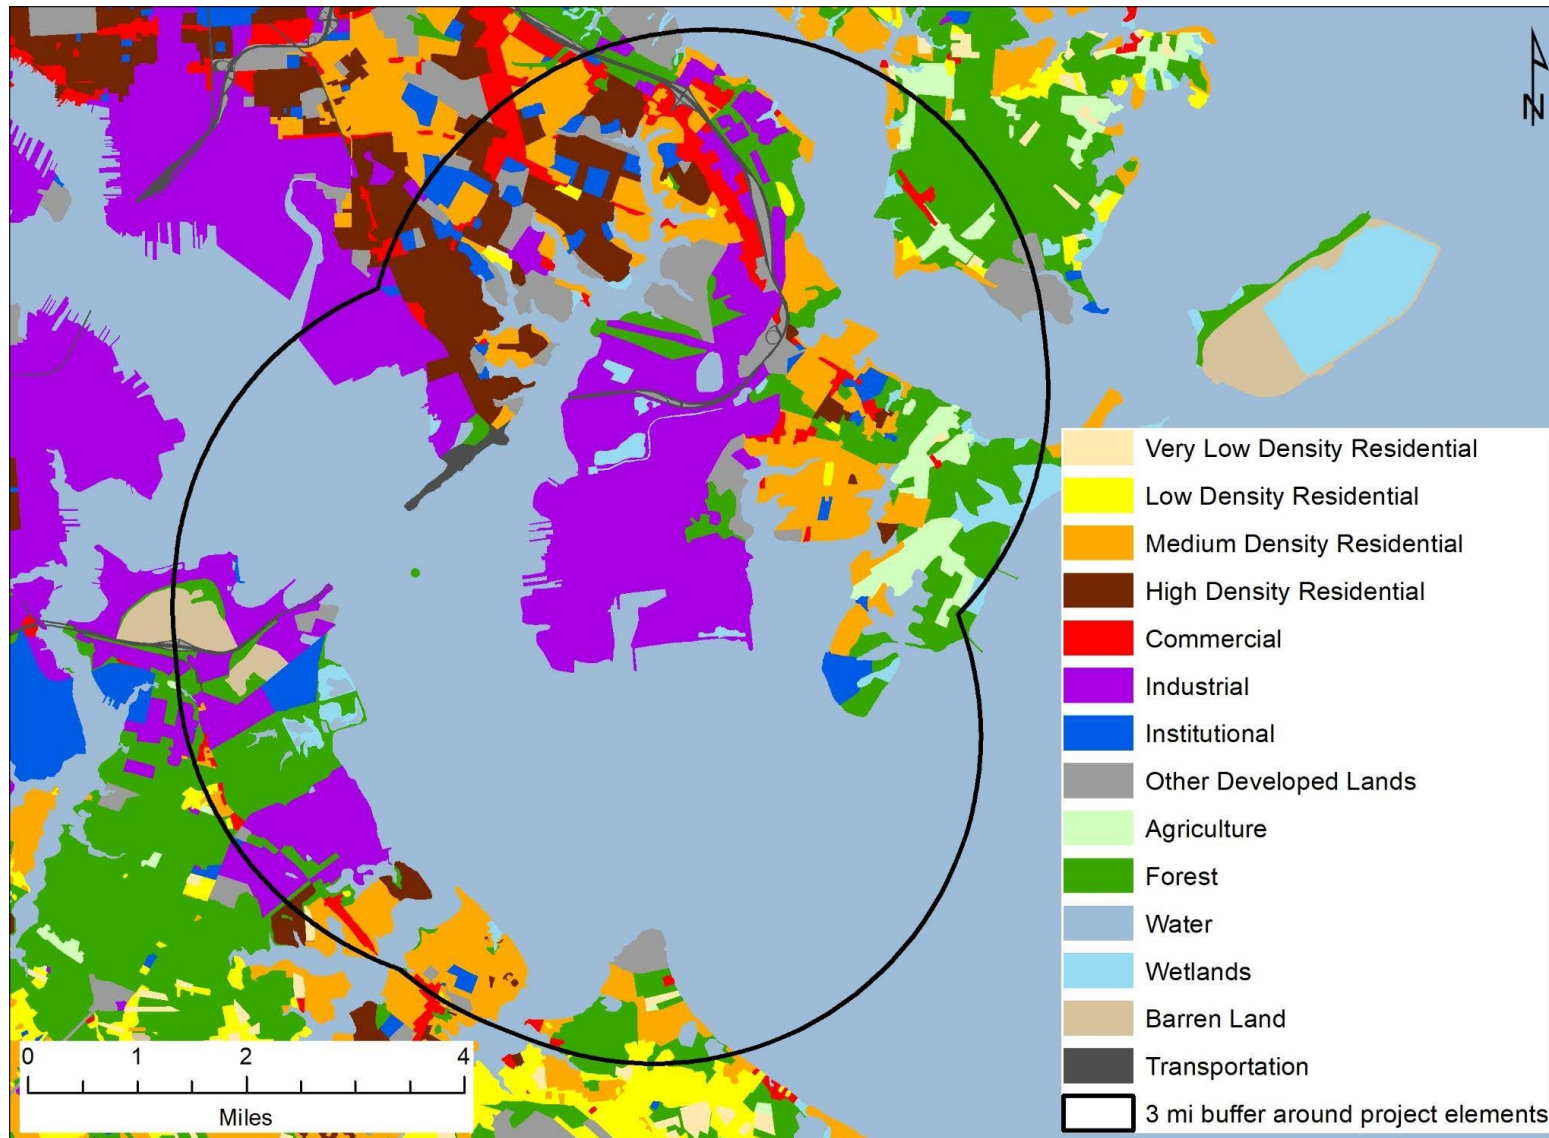 N
Very Low Density Residential
Low Density Residential
Medium Density Residential
High Density Residential
Commercial
Industrial
Institutional
Other Developed Lands
Agriculture
Forest
Water
Wetlands
Barren Land
Transportation
3 mi buffer around project elements
0 1 2 4
Miles